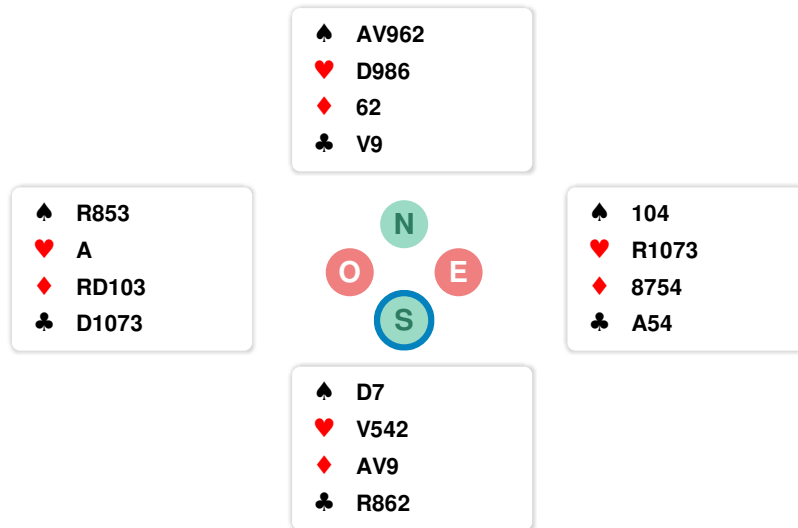 ♠ AV962
♥ D986
♦ 62
♣ V9
♠ R853
♥ A
♦ RD103
♣ D1073
N
O E
S
♠ 104
♥ R1073
♦ 8754
♣ A54
♠ D7
♥ V542
♦ AV9
♣ R862